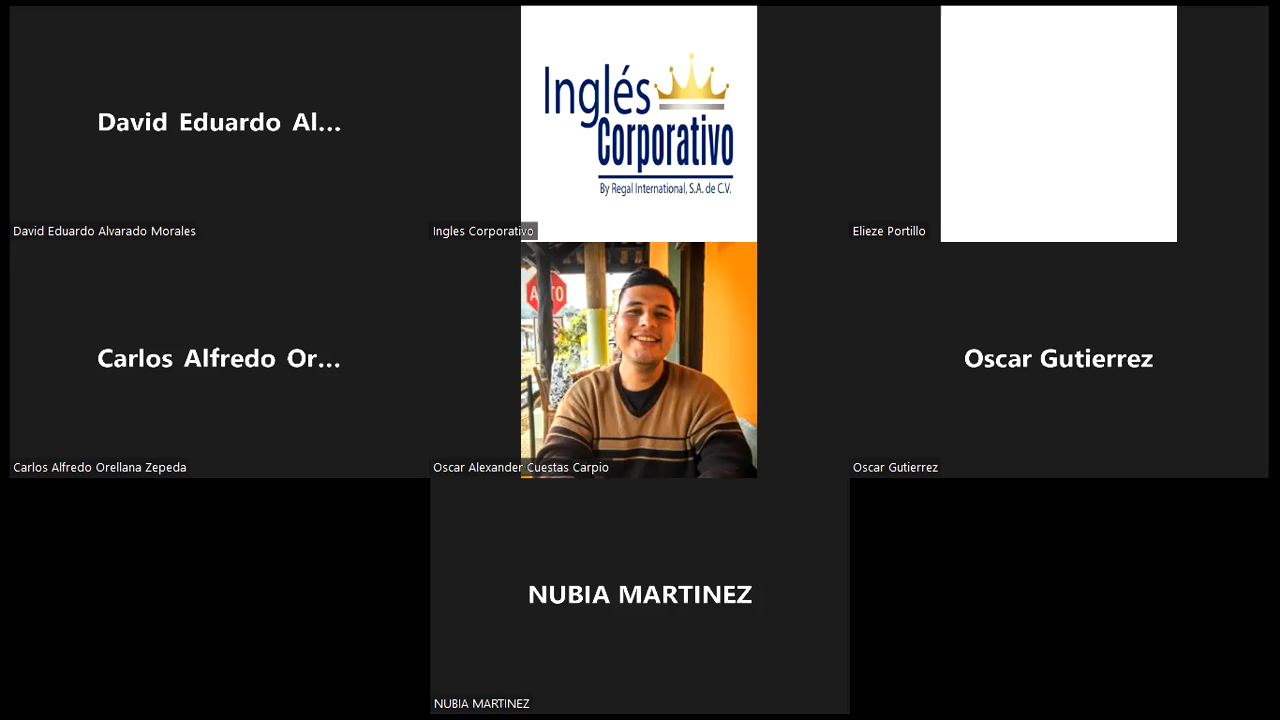 David Eduardo Al...
David Eduardo Alvarado Morales
Inglés
Corporativo
By Regal International, S.A. de C.V.
Ingles Corporativo
Elieze Portillo
Carlos Alfredo Or...
Carlos Alfredo Orellana Zepeda
ALTO
Oscar Alexander Cuestas Carpio
Oscar Gutierrez
Oscar Gutierrez
NUBIA MARTINEZ
NUBIA MARTINEZ